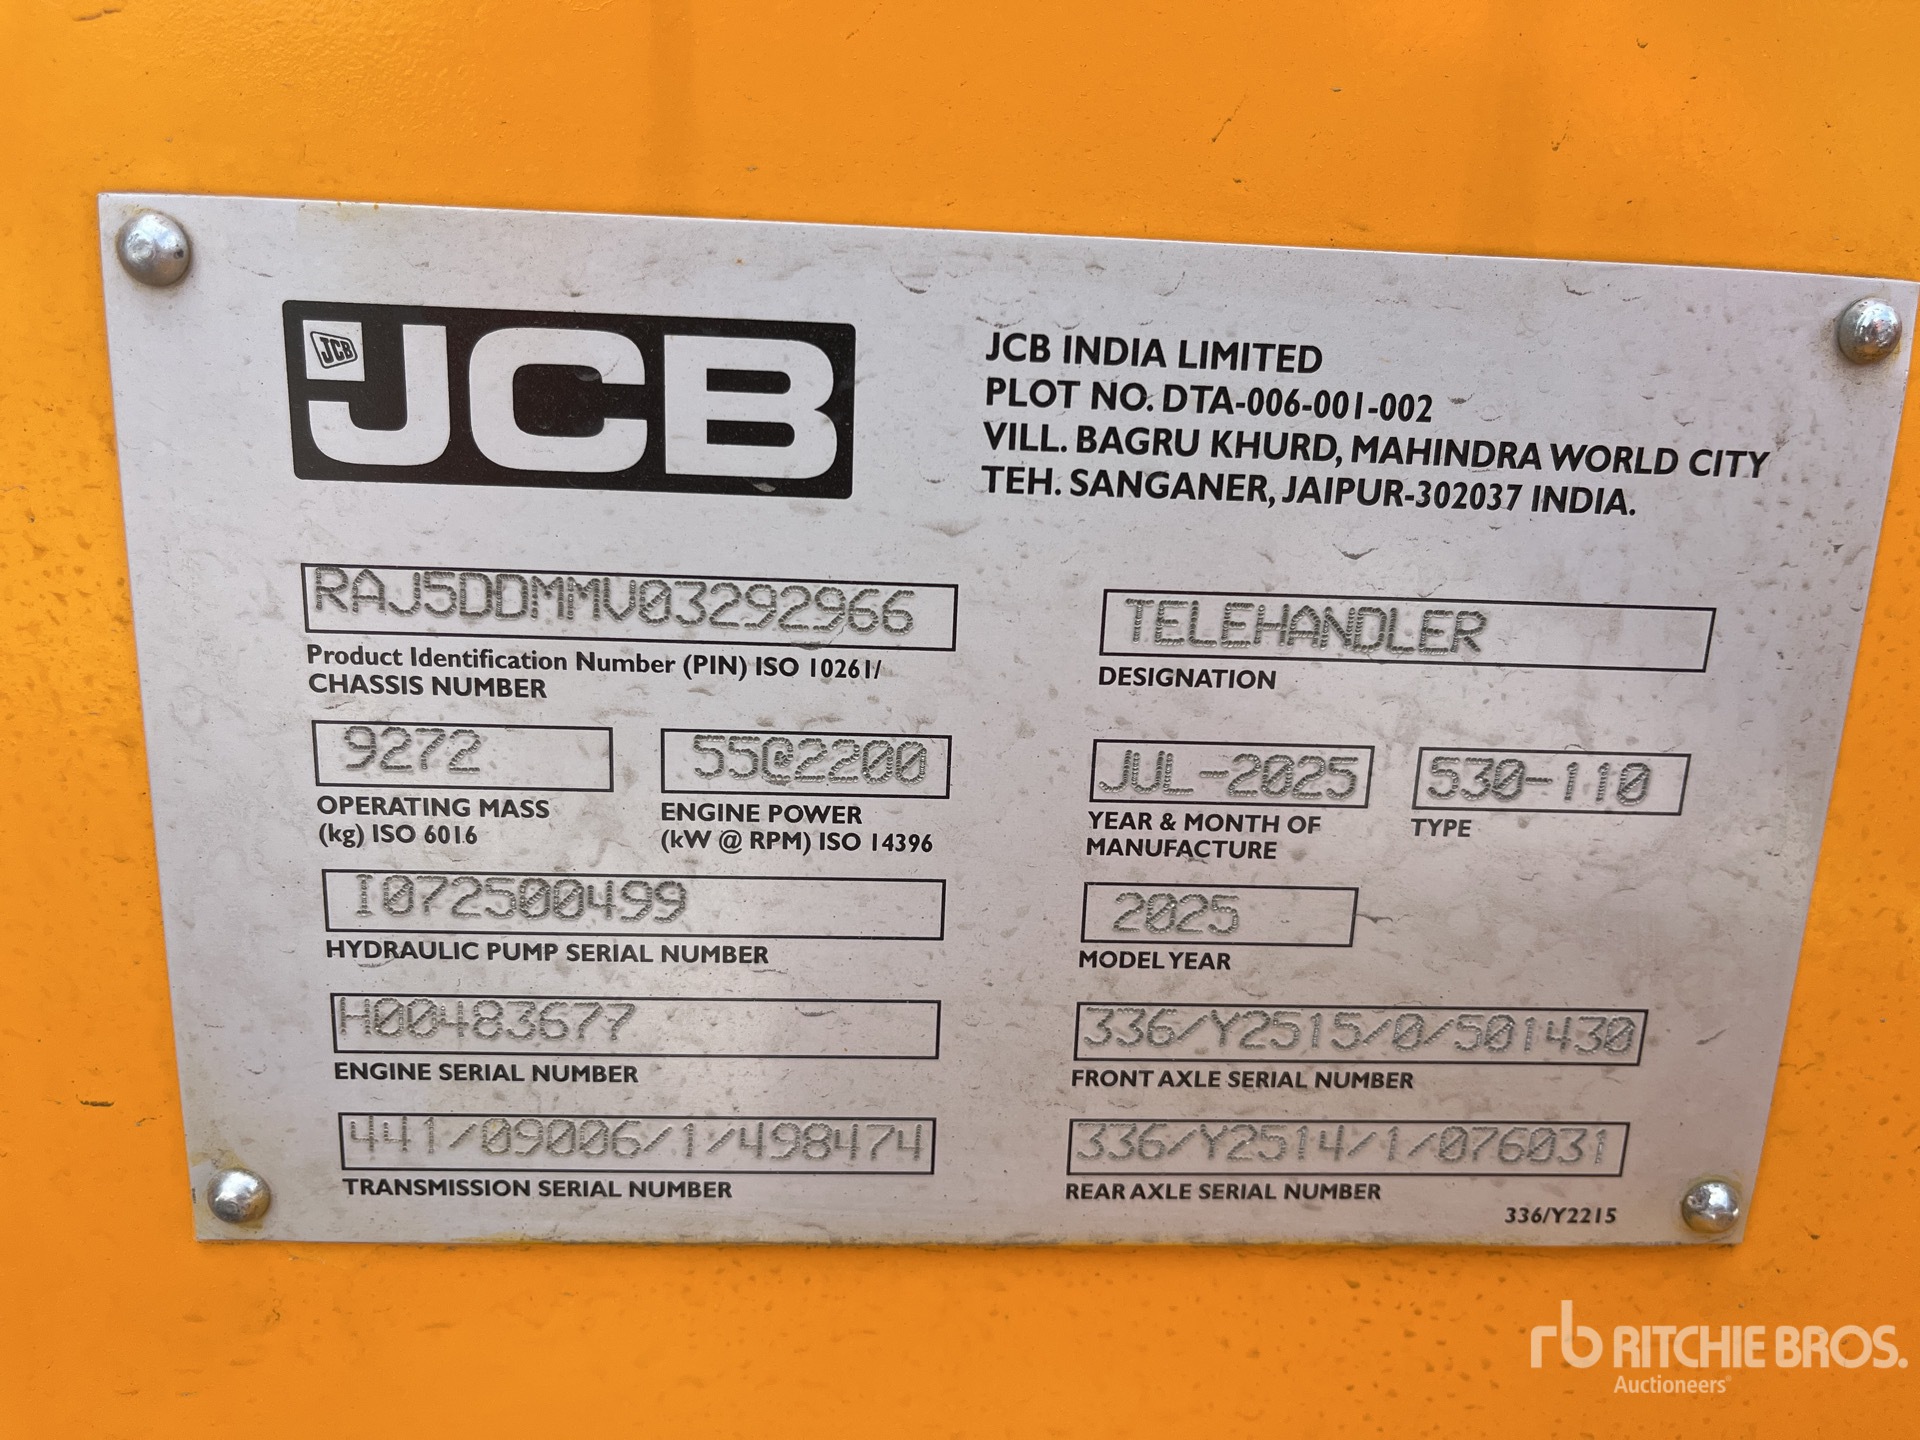 JCB
JCB
JCB INDIA LIMITED
PLOT NO. DTA-006-001-002
VILL. BAGRU KHURD, MAHINDRA WORLD CITY
TEH. SANGANER, JAIPUR-302037 INDIA.
RAJ5DDMMV03292966
Product Identification Number (PIN) ISO 10261/
CHASSIS NUMBER
TELEHANDLER
DESIGNATION
9272
OPERATING MASS
(kg) ISO 6016
55@2200
ENGINE POWER
(kW @ RPM) ISO 14396
JUL-2025
YEAR & MONTH OF
MANUFACTURE
530-110
TYPE
I072500499
HYDRAULIC PUMP SERIAL NUMBER
2025
MODEL YEAR
H00483677
ENGINE SERIAL NUMBER
336/Y2515/0/501430
FRONT AXLE SERIAL NUMBER
441/09006/1/498474
TRANSMISSION SERIAL NUMBER
336/Y2514/1/076031
REAR AXLE SERIAL NUMBER
336/Y2215
rb RITCHIE BROS.
Auctioneers